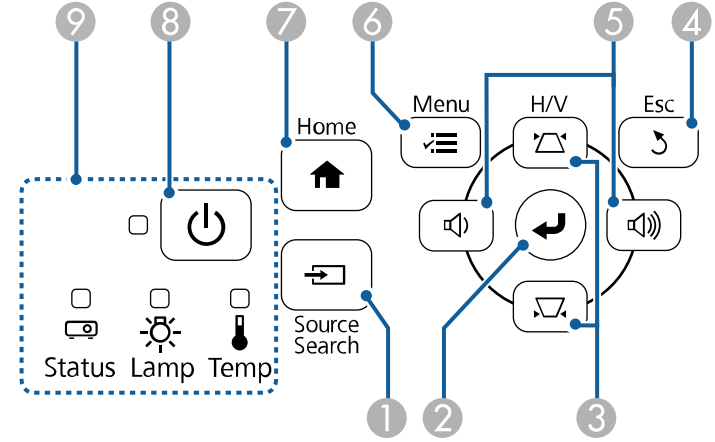 9 8 7 6 5 4
Menu H/V Esc
Home
Source
Search
Status Lamp Temp
1 2 3